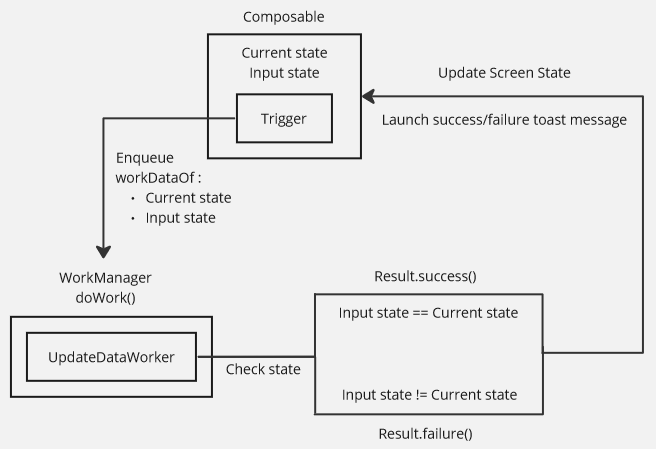 Composable
Current state
Input state
Trigger
Update Screen State
Launch success/failure toast message
Enqueue
workDataOf :
• Current state
• Input state
WorkManager
doWork()
UpdateDataWorker
Check state
Result.success()
Input state == Current state
Input state != Current state
Result.failure()